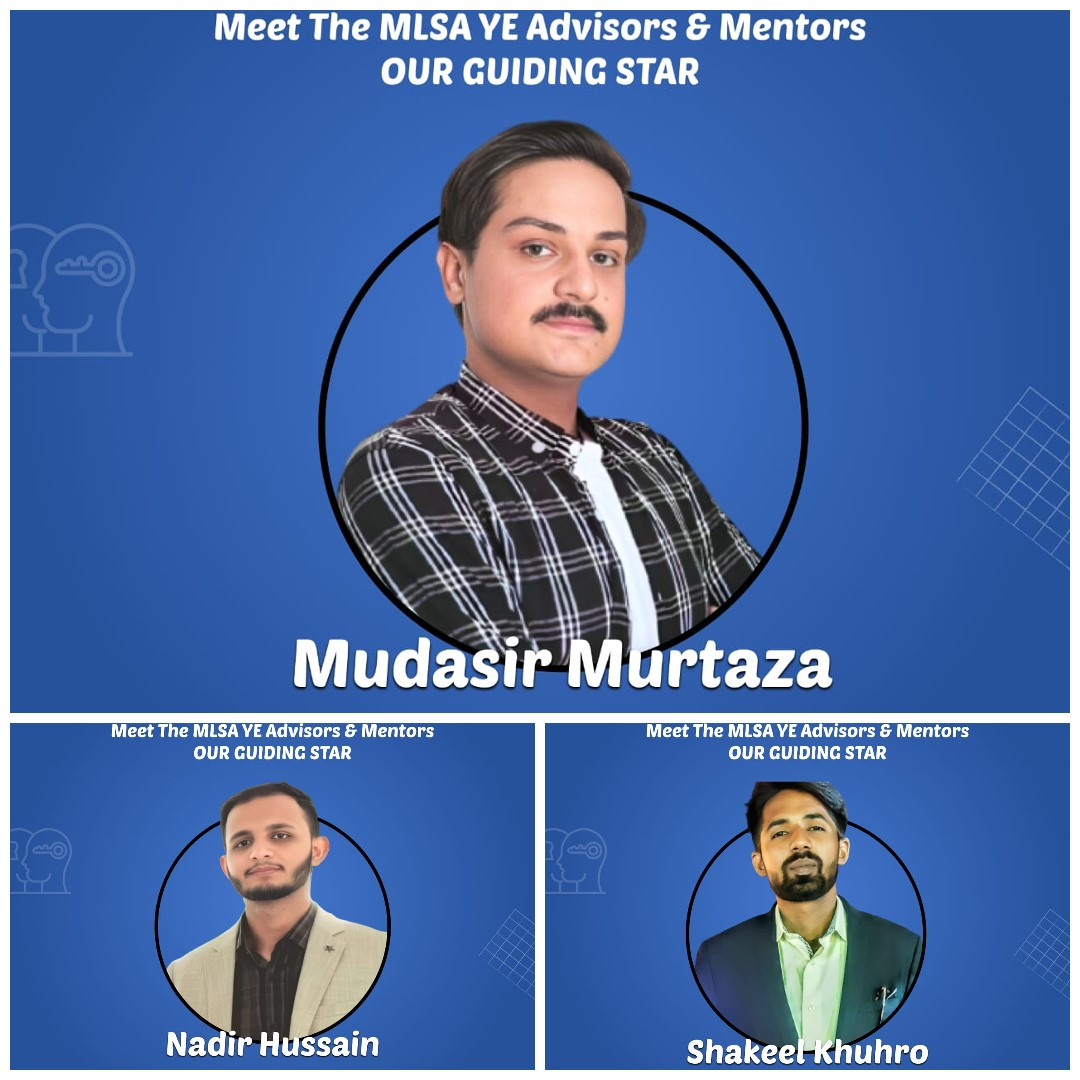 Meet The MLSA YE Advisors & Mentors
OUR GUIDING STAR
Mudasir Murtaza
Meet The MLSA YE Advisors & Mentors
OUR GUIDING STAR
Nadir Hussain
Meet The MLSA YE Advisors & Mentors
OUR GUIDING STAR
Shakeel Khuhro